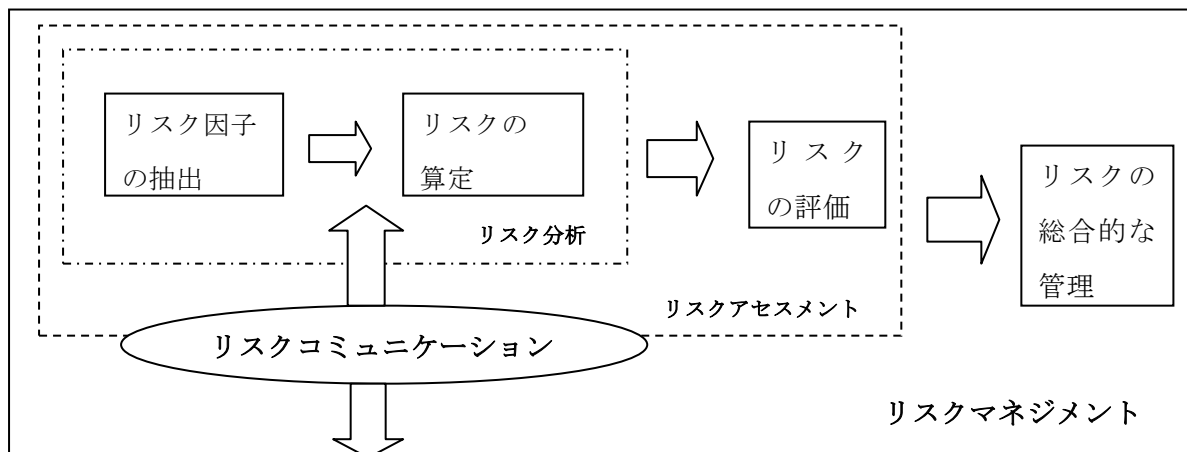 リスク因子
の抽出
リスクの
算定
リスク分析
リスク
の評価
リスクアセスメント
リスクの
総合的な
管理
リスクコミュニケーション
リスクマネジメント